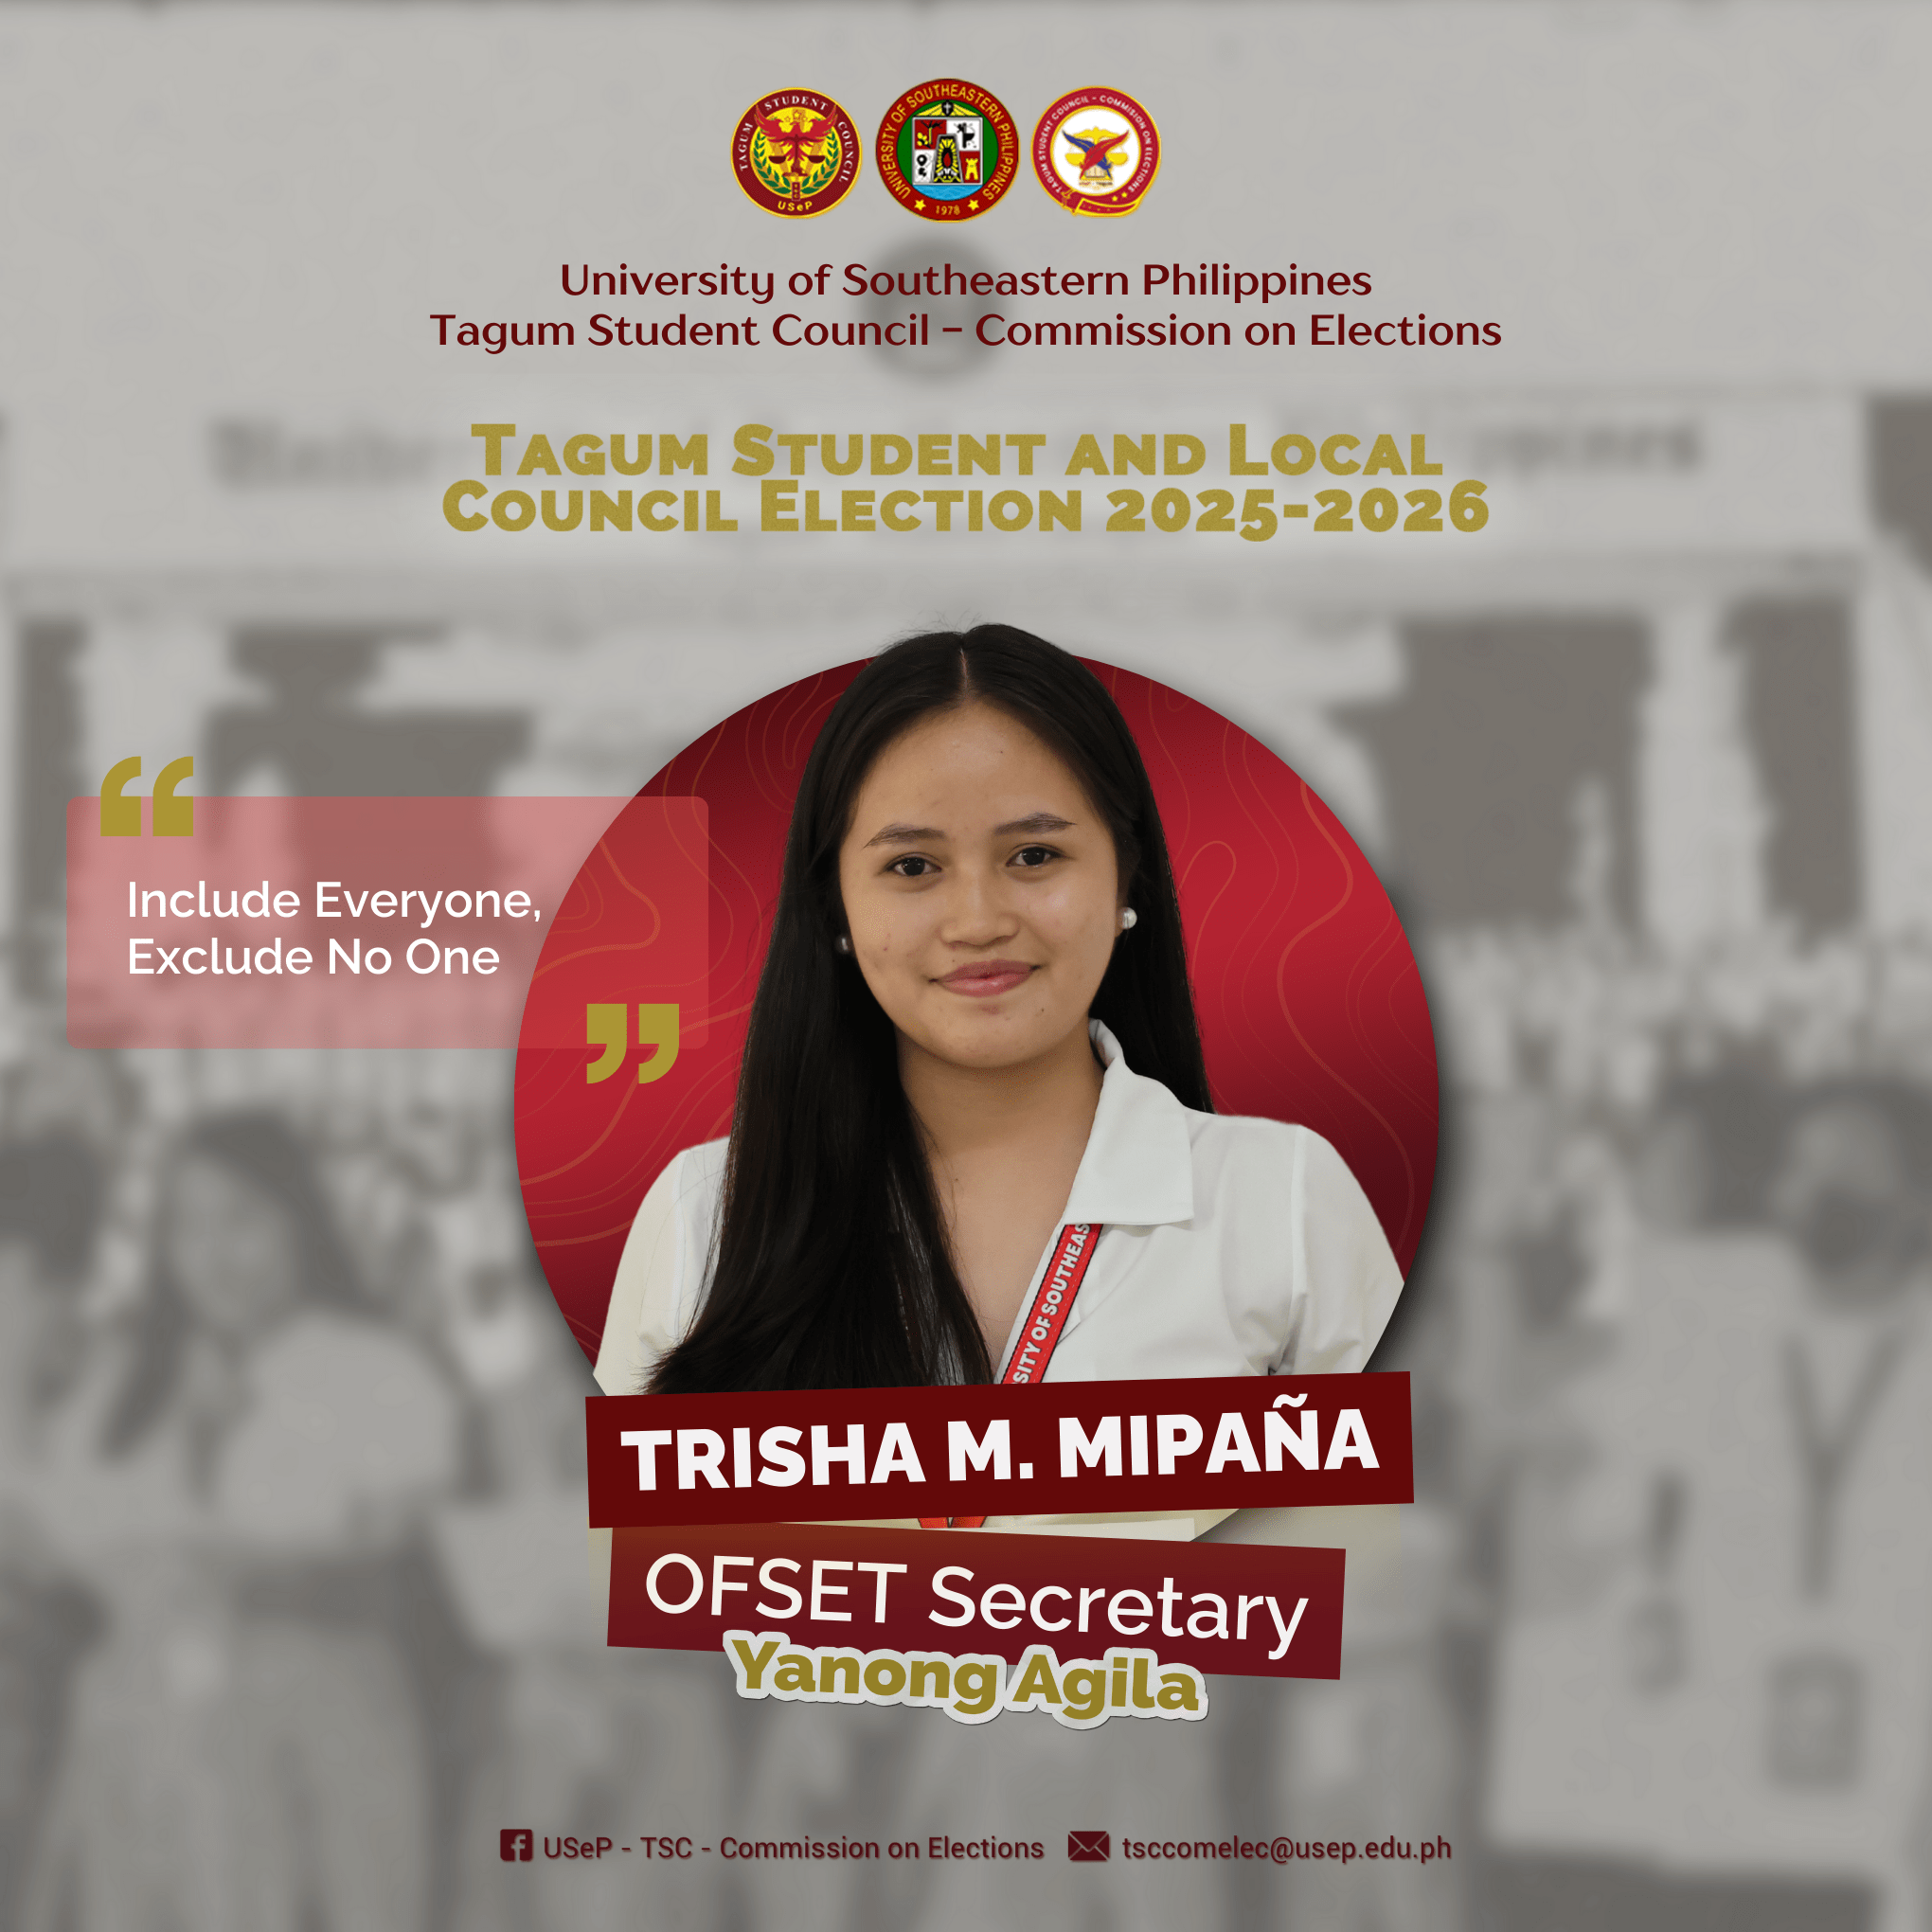 TAGUM STUDENT COUNCIL
USeP
UNIVERSITY OF SOUTHEASTERN PHILIPPINES
1978
TAGUM STUDENT COUNCIL - COMMISION ON ELECTIONS
University of Southeastern Philippines
Tagum Student Council – Commission on Elections
TAGUM STUDENT AND LOCAL
COUNCIL ELECTION 2025-2026
“
Include Everyone,
Exclude No One
”
SITY OF SOUTHEAS
TRISHA M. MIPAÑA
OFSET Secretary
Yanong Agila
USeP - TSC - Commission on Elections tsccomelec@usep.edu.ph